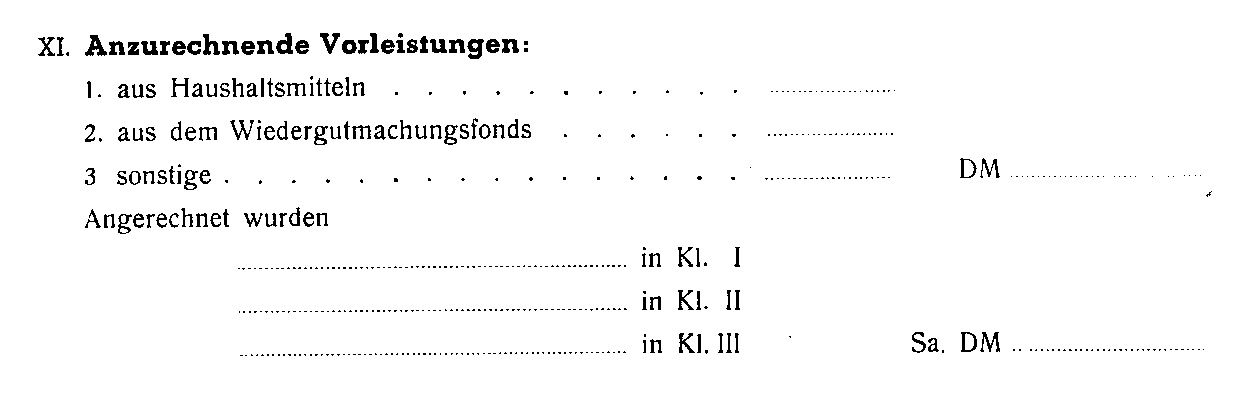 XI. Anzurechnende Vorleistungen:
1. aus Haushaltsmitteln . . . . . . . . . . . ........................
2. aus dem Wiedergutmachungsfonds . . . . . . ........................
3 sonstige . . . . . . . . . . . . . . . . ........................ DM ........................
Angerechnet wurden
........................ in Kl. I
........................ in Kl. II
........................ in Kl. III Sa. DM ........................